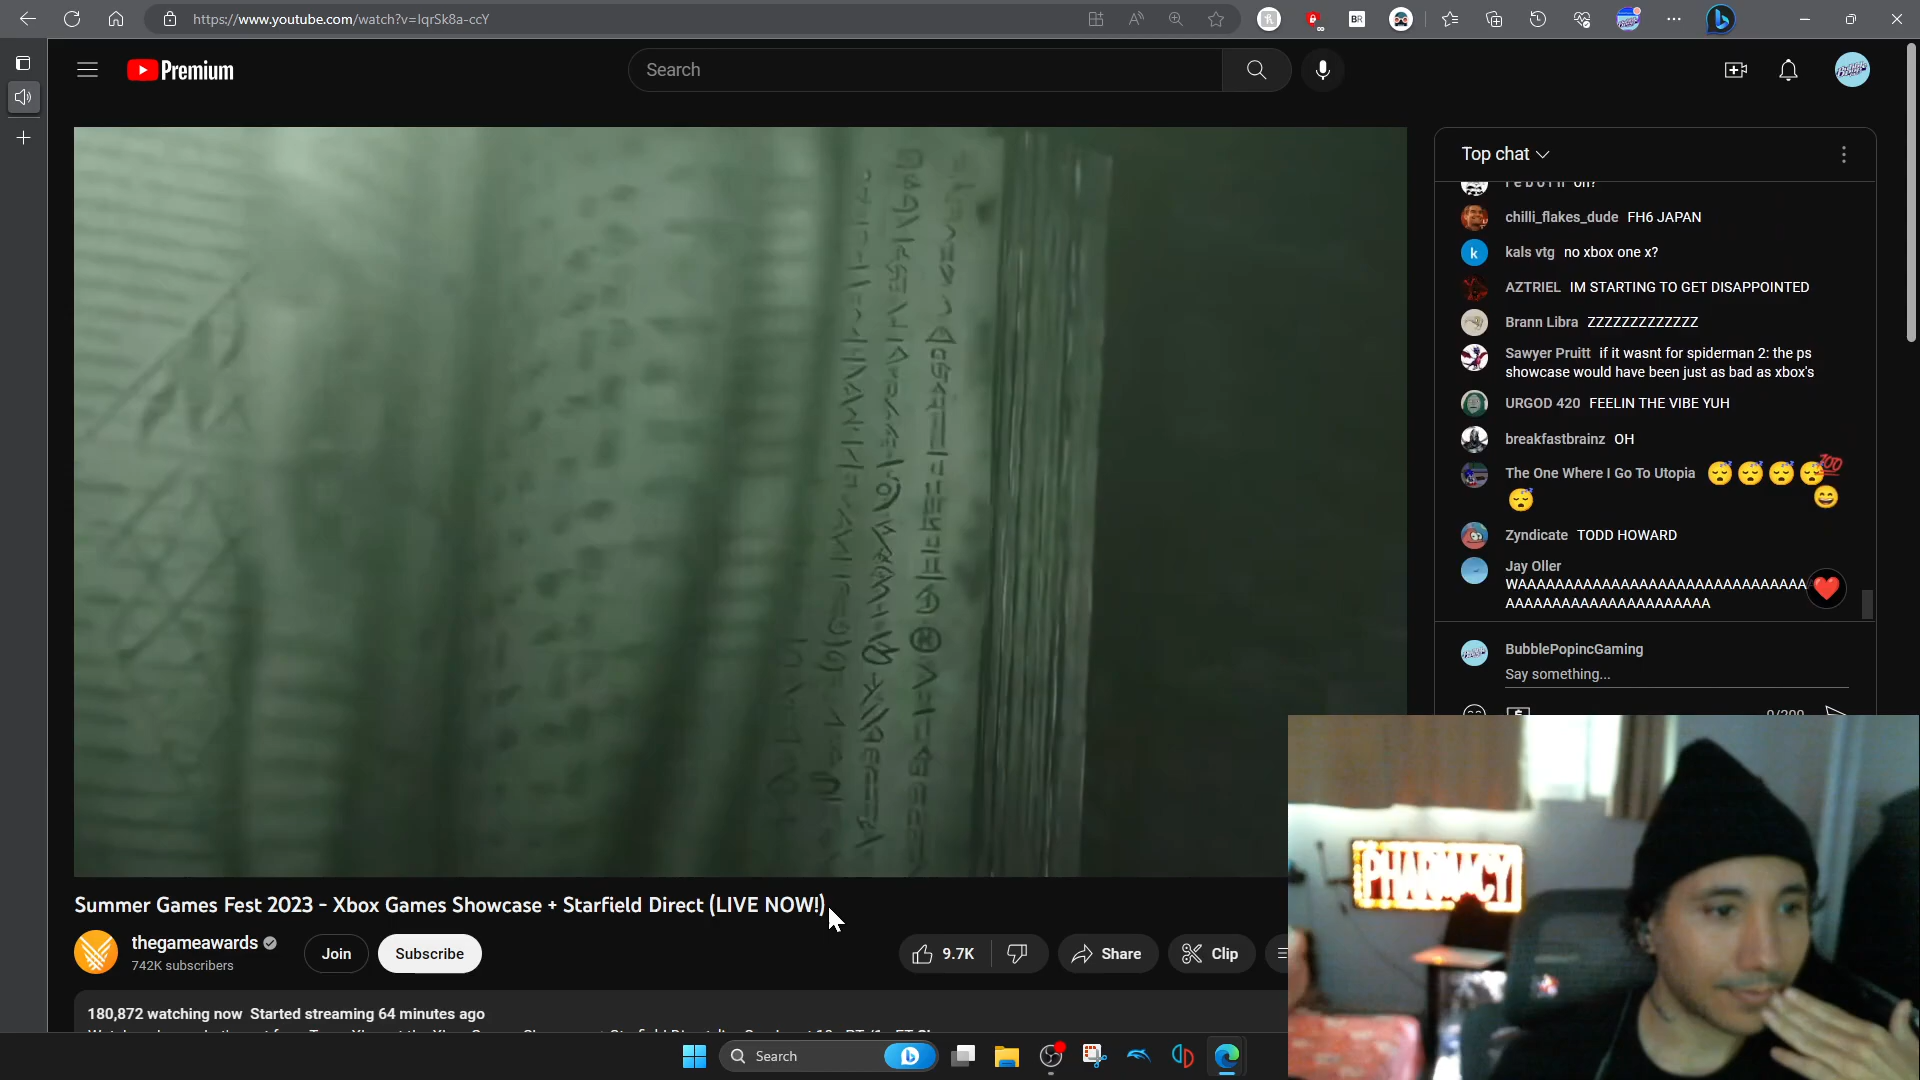 https://www.youtube.com/watch?v=IqrSk8a-ccY
BR
Premium
Search
Top chat
chilli_flakes_dude FH6 JAPAN
kals vtg no xbox one x?
AZTRIEL IM STARTING TO GET DISAPPOINTED
Brann Libra ZZZZZZZZZZZZZ
Sawyer Pruitt if it wasnt for spiderman 2: the ps
showcase would have been just as bad as xbox's
URGOD 420 FEELIN THE VIBE YUH
breakfastbrainz OH
The One Where I Go To Utopia 😴😴😴😴
😴
Zyndicate TODD HOWARD
Jay Oller
AAAAAAAAAAAAAAAAAAAAAA
BubblePopincGaming
Say something...
0/200
Summer Games Fest 2023 - Xbox Games Showcase + Starfield Direct (LIVE NOW!)
thegameawards
742K subscribers
Join
Subscribe
9.7K
Share
Clip
180,872 watching now Started streaming 64 minutes ago
Search
PHARMACY